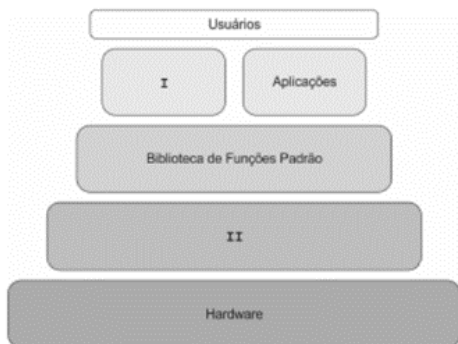 Usuários
I
Aplicações
Biblioteca de Funções Padrão
II
Hardware